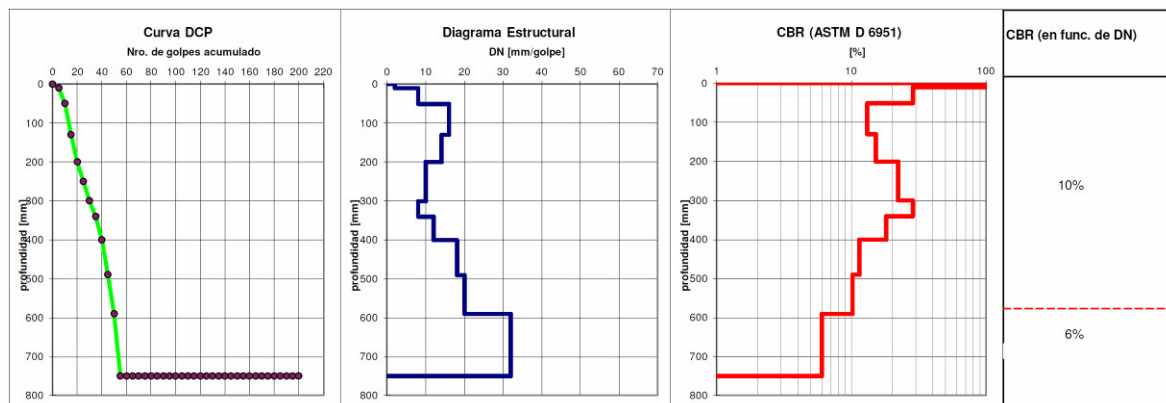 Curva DCP
Nro. de golpes acumulado
0 20 40 60 80 100 120 140 160 180 200 220
0
100
200
300
400
500
600
700
800
profundidad [mm]
Diagrama Estructural
DN [mm/golpe]
0 10 20 30 40 50 60 70
0
100
200
300
400
500
600
700
800
profundidad [mm]
CBR (ASTM D 6951)
[%]
1 10 100
0
100
200
300
400
500
600
700
800
profundidad [mm]
CBR (en func. de DN)
10%
6%